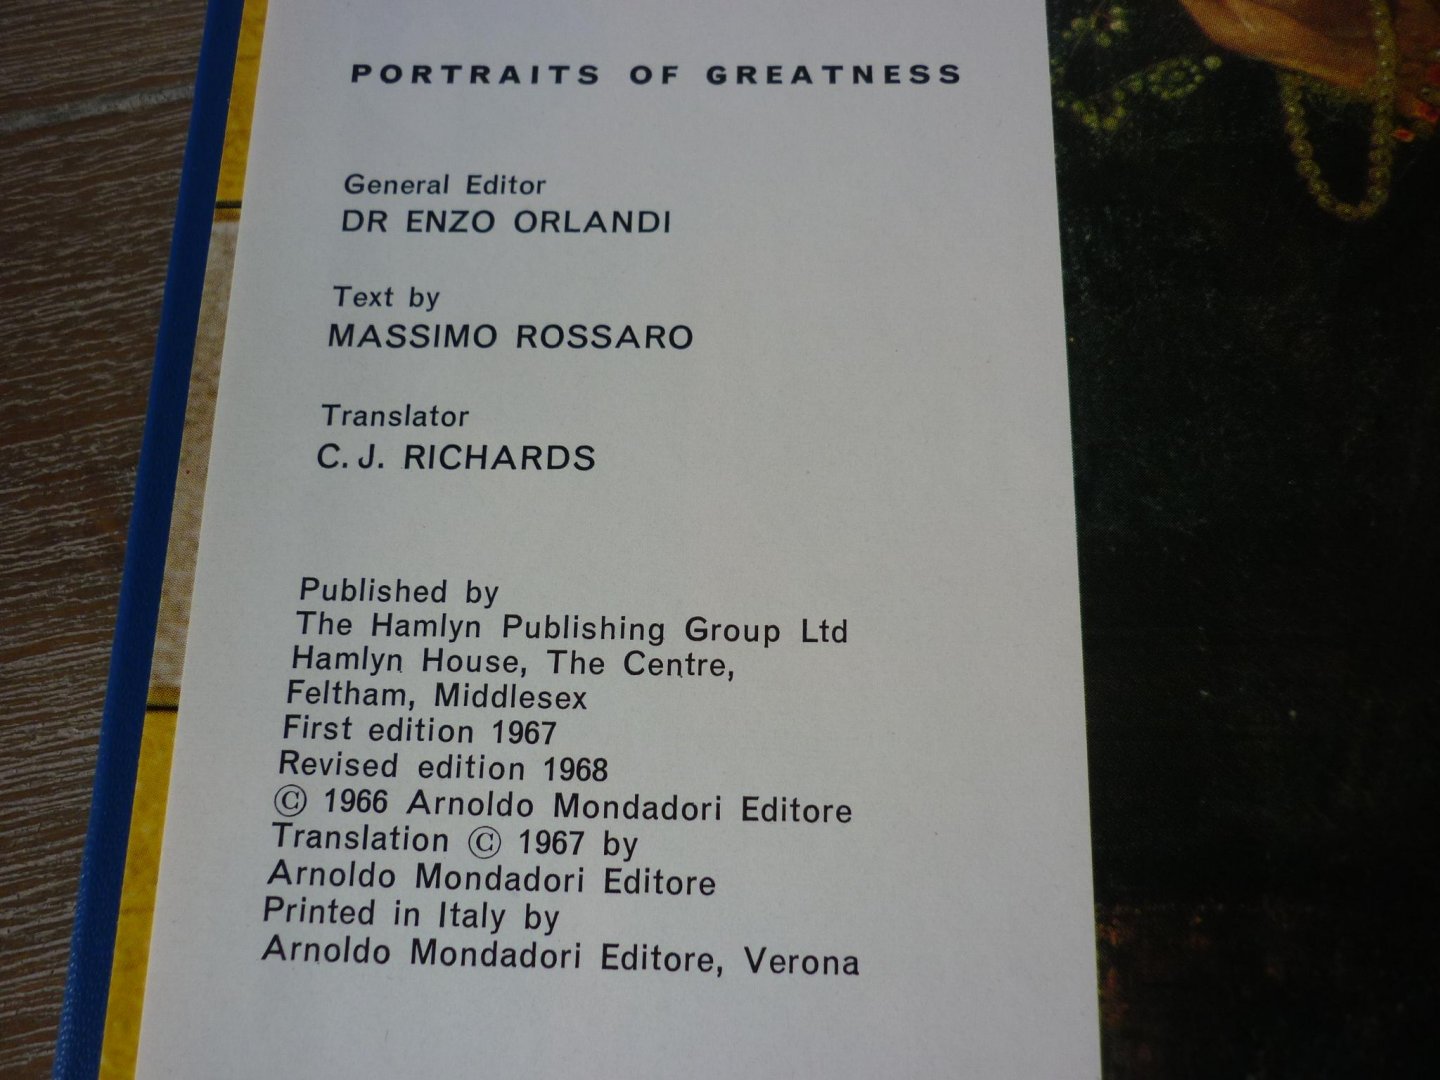 PORTRAITS OF GREATNESS
General Editor
DR ENZO ORLANDI
Text by
MASSIMO ROSSARO
Translator
C. J. RICHARDS
Published by
The Hamlyn Publishing Group Ltd
Hamlyn House, The Centre,
Feltham, Middlesex
First edition 1967
Revised edition 1968
© 1966 Arnoldo Mondadori Editore
Translation © 1967 by
Arnoldo Mondadori Editore
Printed in Italy by
Arnoldo Mondadori Editore, Verona